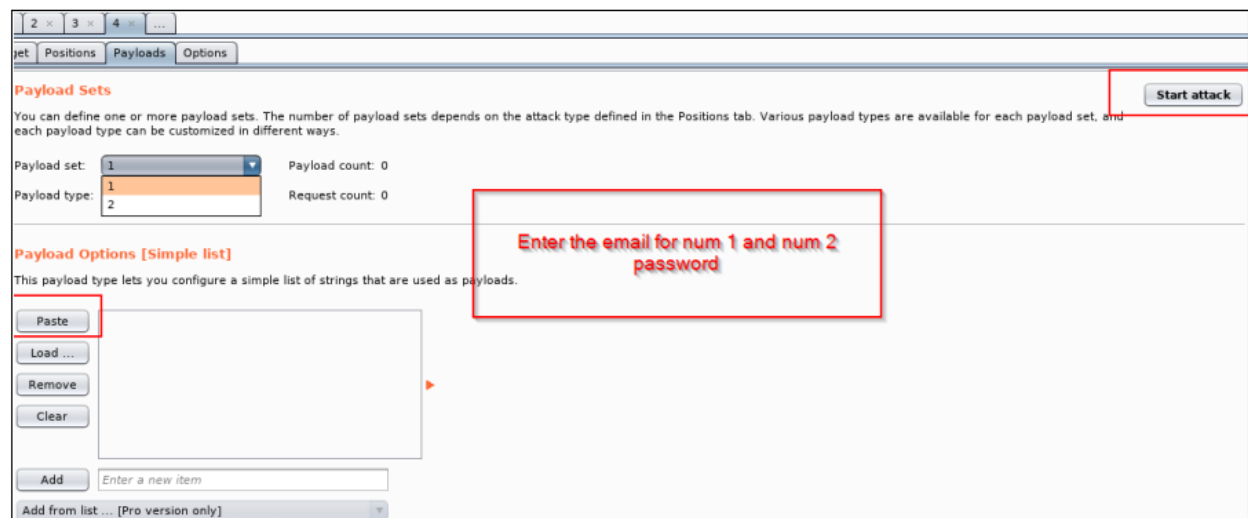 2 × 3 × 4 × ...
get Positions Payloads Options
Payload Sets
Start attack
You can define one or more payload sets. The number of payload sets depends on the attack type defined in the Positions tab. Various payload types are available for each payload set, and
each payload type can be customized in different ways.
Payload set: 1 Payload count: 0
1
Payload type: Request count: 0
2
Enter the email for num 1 and num 2
password
Payload Options [Simple list]
This payload type lets you configure a simple list of strings that are used as payloads.
Paste
Load ...
Remove
Clear
Add Enter a new item
Add from list ... [Pro version only]